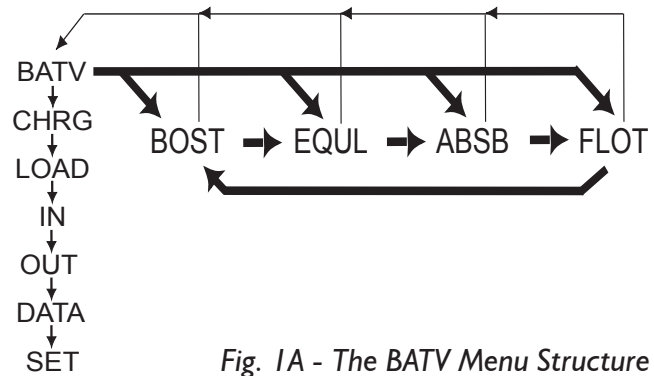 BATV
CHRG
LOAD
IN
OUT
DATA
SET
BOST EQUL ABSB FLOT
Fig. 1A - The BATV Menu Structure